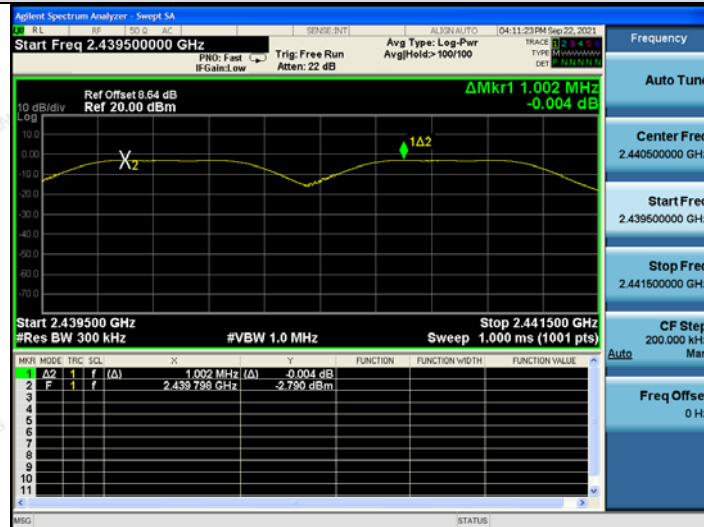 Agilent Spectrum Analyzer - Swept SA
RL RF 50 Ω AC SENSE:INT ALIGNAUTO 04:11:23 PM Sep 22, 2021
Start Freq 2.439500000 GHz
PNO: Fast
IFGain:Low
Trig: Free Run
Atten: 22 dB
Avg Type: Log-Pwr
Avg|Hold:>100/100
TRACE 1 2 3 4 5 6
TYPE M
DET P N N N N N
Frequency
ΔMkr1 1.002 MHz
-0.004 dB
Ref Offset 8.64 dB
10 dB/div Ref 20.00 dBm
Log
10.0
0.00
-10.0
-20.0
-30.0
-40.0
-50.0
-60.0
-70.0
2
1Δ2
Start 2.439500 GHz Stop 2.441500 GHz
#Res BW 300 kHz #VBW 1.0 MHz Sweep 1.000 ms (1001 pts)
MKR MODE TRC SCL X Y FUNCTION FUNCTION WIDTH FUNCTION VALUE
1 Δ2 1 f (Δ) 1.002 MHz (Δ) -0.004 dB
2 F 1 f 2.439 798 GHz -2.790 dBm
3
4
5
6
7
8
9
10
11
MSG STATUS
Auto Tune
Center Freq
2.440500000 GHz
Start Freq
2.439500000 GHz
Stop Freq
2.441500000 GHz
CF Step
200.000 kHz
Auto Man
Freq Offset
0 Hz